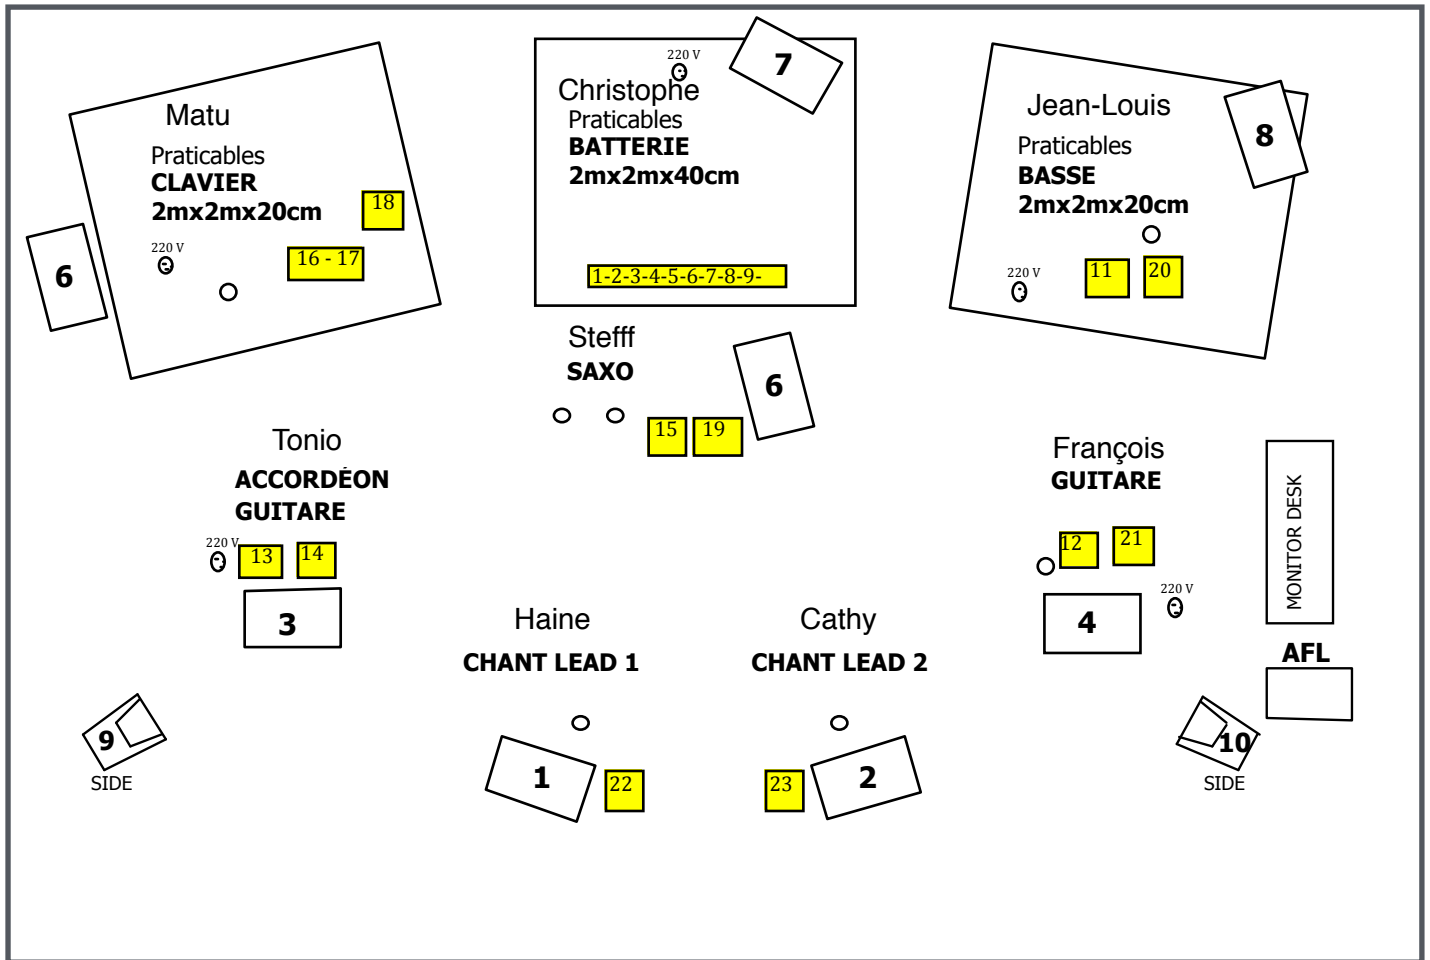 Matu
Praticables
CLAVIER
2mx2mx20cm
18
220 V
16 - 17
6
220 V
7
Christophe
Praticables
BATTERIE
2mx2mx40cm
1-2-3-4-5-6-7-8-9-
Jean-Louis
8
Praticables
BASSE
2mx2mx20cm
220 V
11
20
Stefff
SAXO
6
15
19
Tonio
ACCORDÉON
GUITARE
220 V
13
14
3
François
GUITARE
12
21
220 V
4
MONITOR DESK
AFL
Haine
CHANT LEAD 1
1
22
Cathy
CHANT LEAD 2
23
2
9
SIDE
10
SIDE